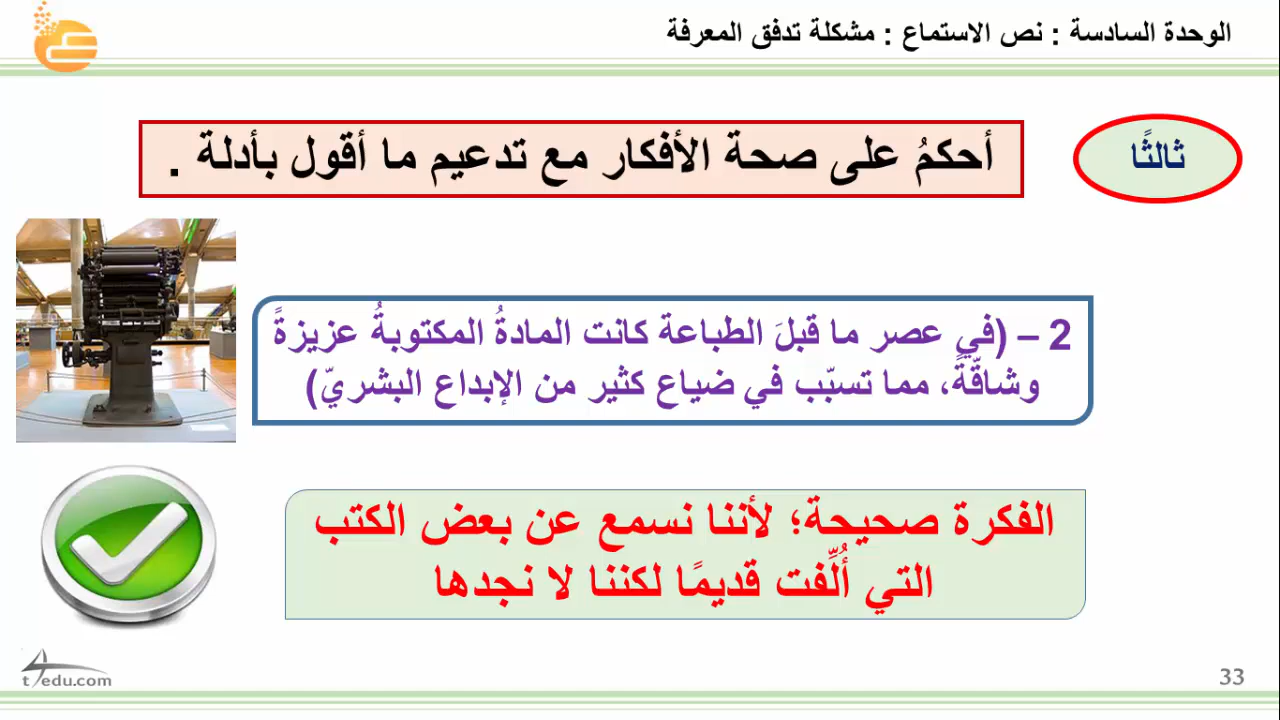 الوحدة السادسة : نص الاستماع : مشكلة تدفق المعرفة
ثالثًا
أحكمُ على صحة الأفكار مع تدعيم ما أقول بأدلة .
2 – (في عصر ما قبلَ الطباعة كانت المادةُ المكتوبةُ عزيزةً
وشاقّةً، مما تسبّب في ضياع كثير من الإبداع البشريّ)
الفكرة صحيحة؛ لأننا نسمع عن بعض الكتب
التي أُلِّفت قديمًا لكننا لا نجدها
t4edu.com
33